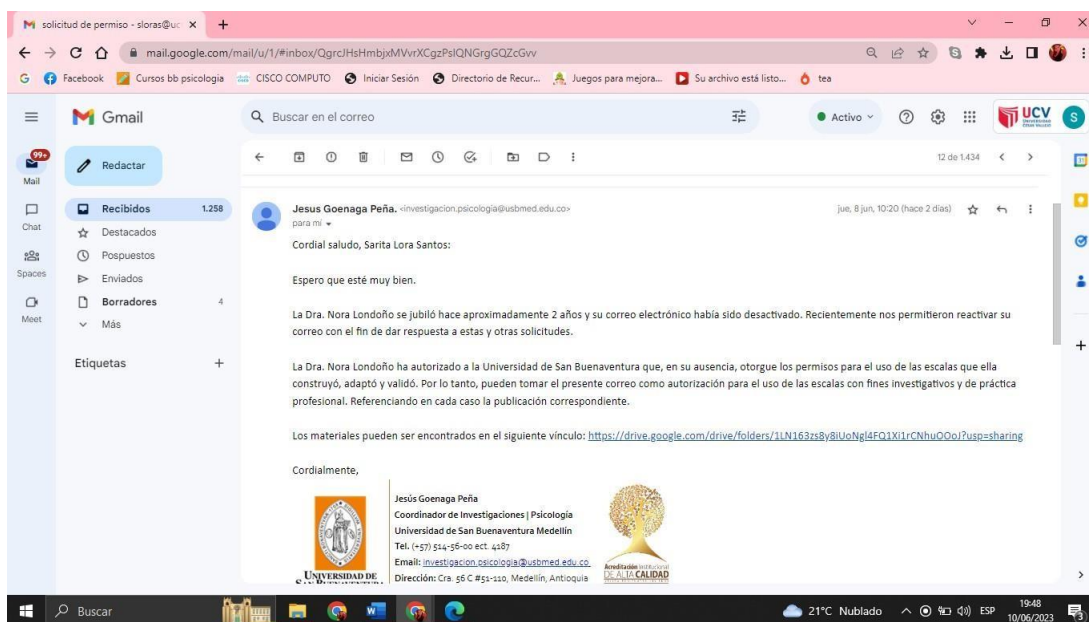 solicitud de permiso - sloras@uc
mail.google.com/mail/u/1/#inbox/QgrcJHsHmbjxMVvrXCgzPsIQNGrgGQZcGvv
Facebook
Cursos bb psicologia
CISCO COMPUTO
Iniciar Sesión
Directorio de Recur...
Juegos para mejora...
Su archivo está listo...
tea
Gmail
Buscar en el correo
Activo
UCV
S
99+
Mail
Chat
Spaces
Meet
Redactar
Recibidos 1.258
Destacados
Pospuestos
Enviados
Borradores 4
Más
Etiquetas
12 de 1.434
Jesus Goenaga Peña. <investigacion.psicologia@usbmed.edu.co>
jue, 8 jun, 10:20 (hace 2 días)
para mí
Cordial saludo, Sarita Lora Santos:
Espero que esté muy bien.
La Dra. Nora Londoño se jubiló hace aproximadamente 2 años y su correo electrónico había sido desactivado. Recientemente nos permitieron reactivar su
correo con el fin de dar respuesta a estas y otras solicitudes.
La Dra. Nora Londoño ha autorizado a la Universidad de San Buenaventura que, en su ausencia, otorgue los permisos para el uso de las escalas que ella
construyó, adaptó y validó. Por lo tanto, pueden tomar el presente correo como autorización para el uso de las escalas con fines investigativos y de práctica
profesional. Referenciando en cada caso la publicación correspondiente.
Los materiales pueden ser encontrados en el siguiente vínculo: https://drive.google.com/drive/folders/1LN163zs8y8iUoNgl4FQ1Xi1rCNhuOOoJ?usp=sharing
Cordialmente,
Jesús Goenaga Peña
Coordinador de Investigaciones | Psicología
Universidad de San Buenaventura Medellín
Tel. (+57) 514-56-00 ect. 4187
Email: investigacion.psicologia@usbmed.edu.co
Dirección: Cra. 56 C #51-110, Medellín, Antioquia
UNIVERSIDAD DE
SAN BUENAVENTURA
Acreditación Institucional
DE ALTA CALIDAD
Buscar
21°C Nublado
ESP
19:48
10/06/2023